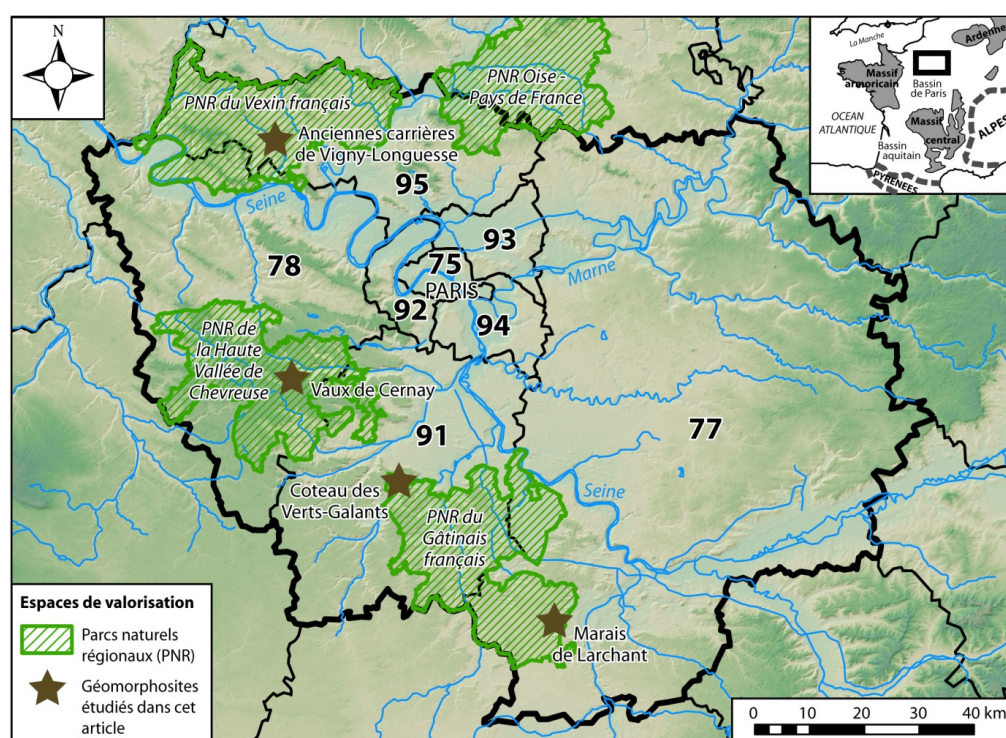 N
La Manche
Ardenne
Massif
armoricain
Bassin
de Paris
OCEAN
ATLANTIQUE
Massif
central
ALPES
Bassin
aquitain
PYRENEES
PNR du Vexin français
PNR Oise -
Pays de France
Anciennes carrières
de Vigny-Longuesse
95
Seine
93
78
75
PARIS
Marne
92
94
PNR de
la Haute
Vallée de
Chevreuse
Vaux de Cernay
91
77
Coteau des
Verts-Galants
Seine
PNR du
Gâtinais
français
Marais
de Larchant
Espaces de valorisation
Parcs naturels
régionaux (PNR)
Géomorphosites
étudiés dans cet
article
0 10 20 30 40 km